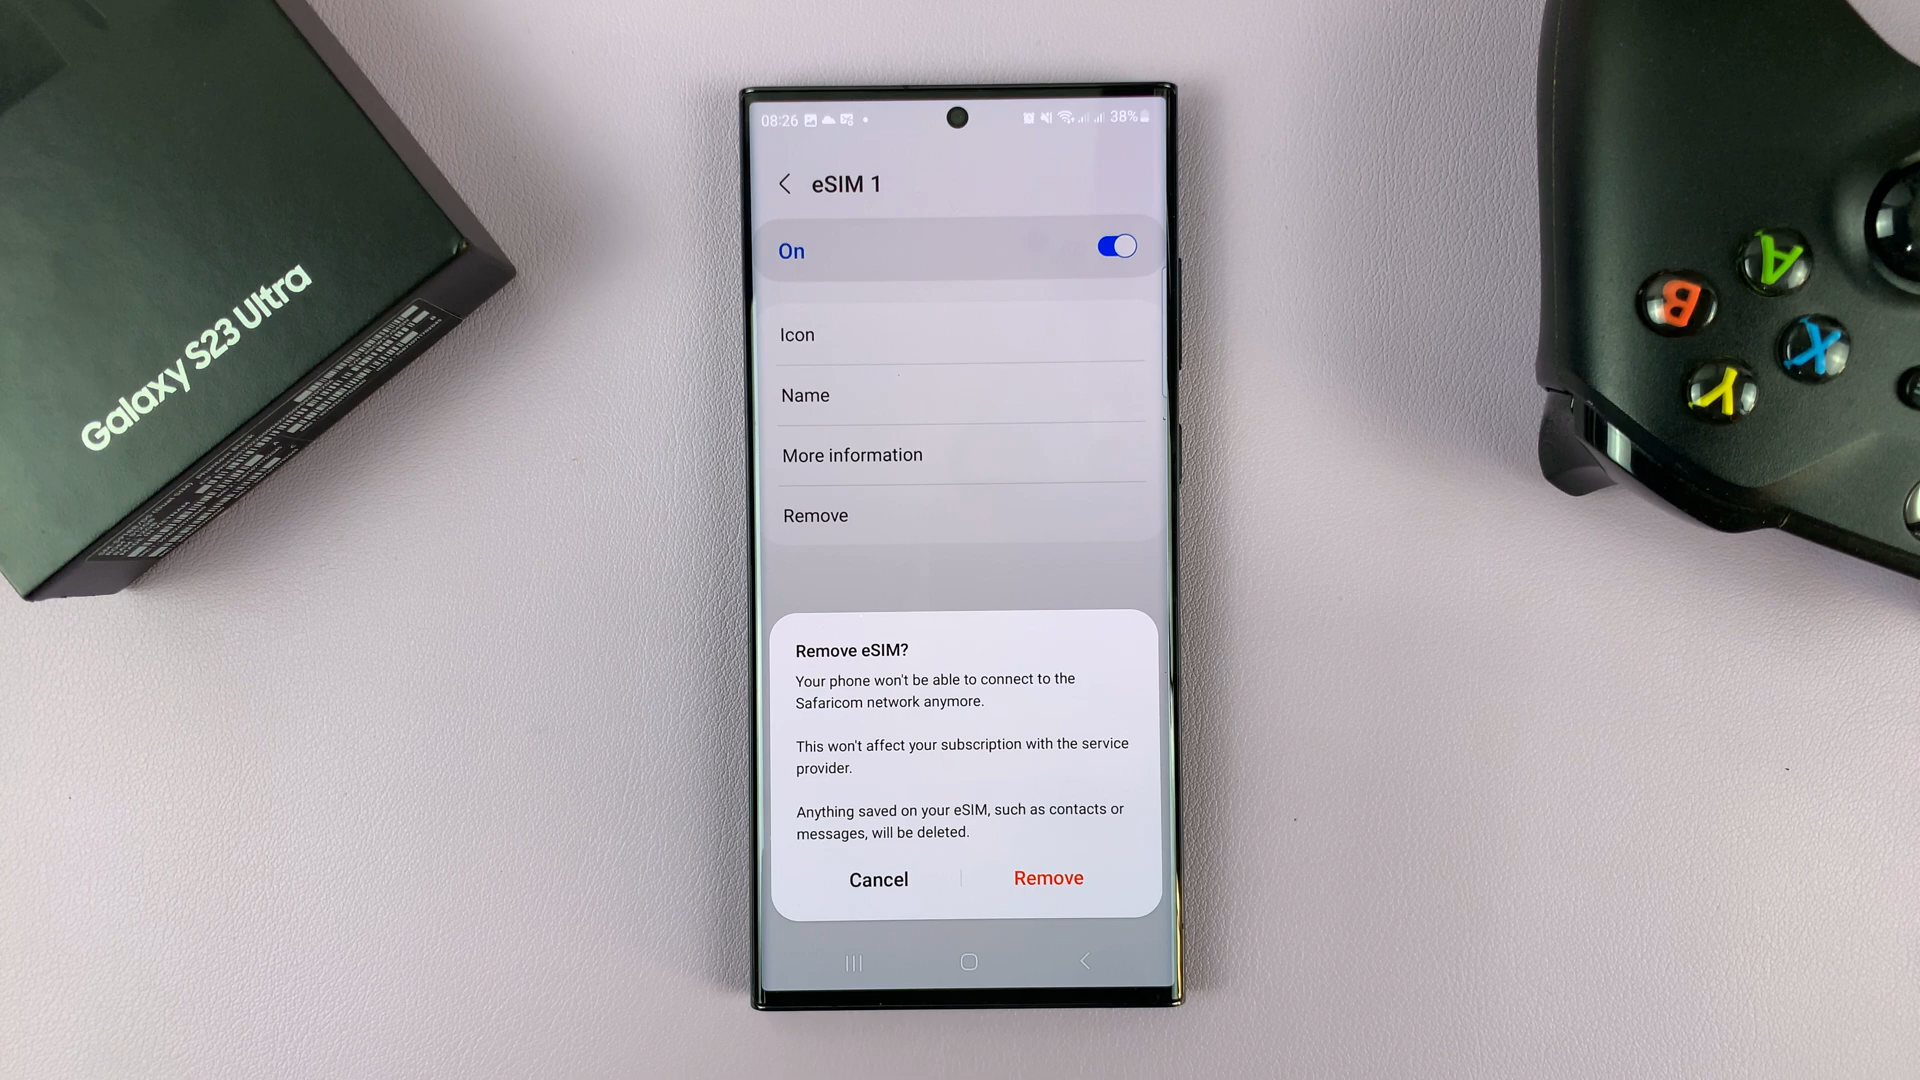 Galaxy S23 Ultra
08:26
38%
eSIM 1
On
Icon
Name
More information
Remove
Remove eSIM?
Your phone won't be able to connect to the
Safaricom network anymore.
This won't affect your subscription with the service
provider.
Anything saved on your eSIM, such as contacts or
messages, will be deleted.
Cancel
Remove
A
B
X
Y